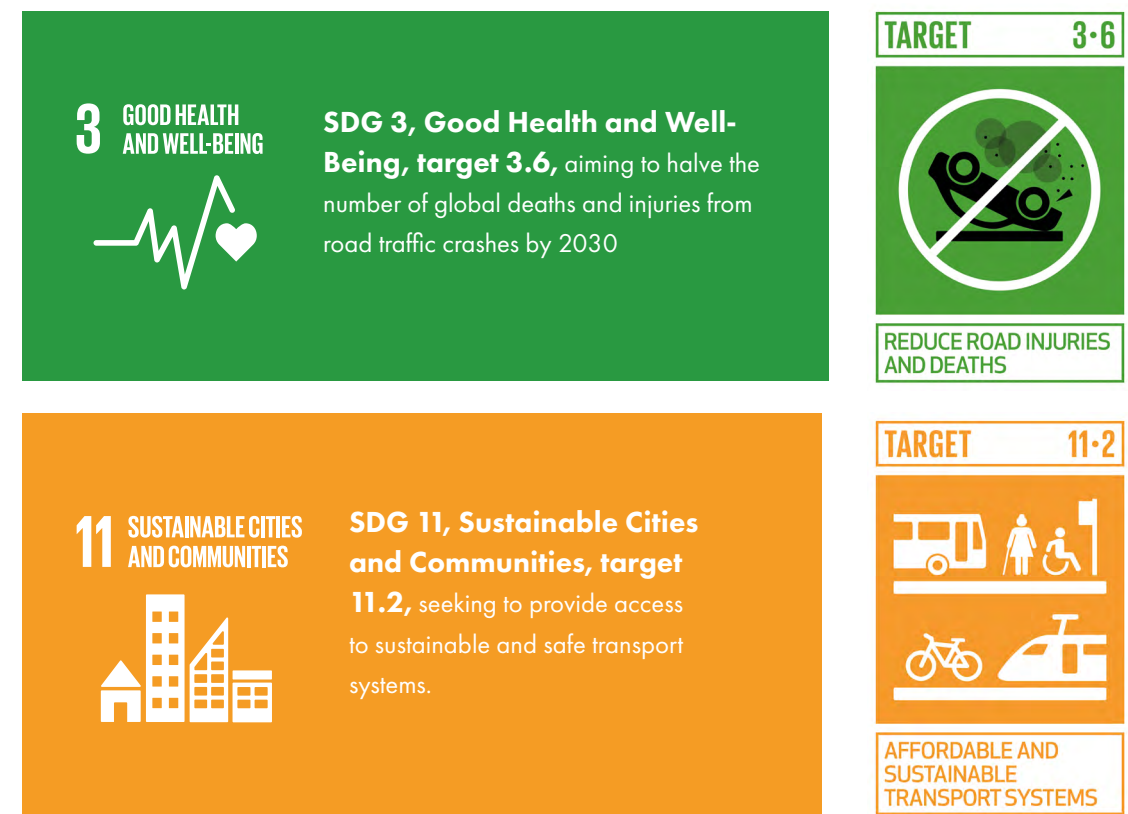 3 GOOD HEALTH
AND WELL-BEING
SDG 3, Good Health and Well-
Being, target 3.6, aiming to halve the
number of global deaths and injuries from
road traffic crashes by 2030
TARGET 3·6
REDUCE ROAD INJURIES
AND DEATHS
11 SUSTAINABLE CITIES
AND COMMUNITIES
SDG 11, Sustainable Cities
and Communities, target
11.2, seeking to provide access
to sustainable and safe transport
systems.
TARGET 11·2
AFFORDABLE AND
SUSTAINABLE
TRANSPORT SYSTEMS